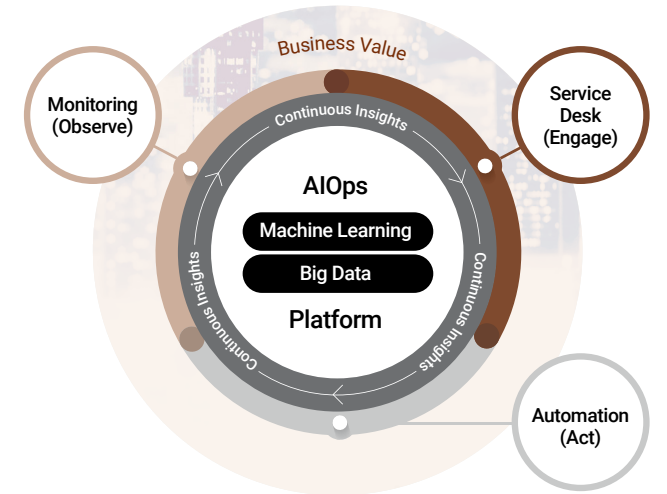 Business Value
Monitoring
(Observe)
Service
Desk
(Engage)
Continuous Insights
AIOps
Machine Learning
Big Data
Platform
Continuous Insights
Continuous Insights
Automation
(Act)